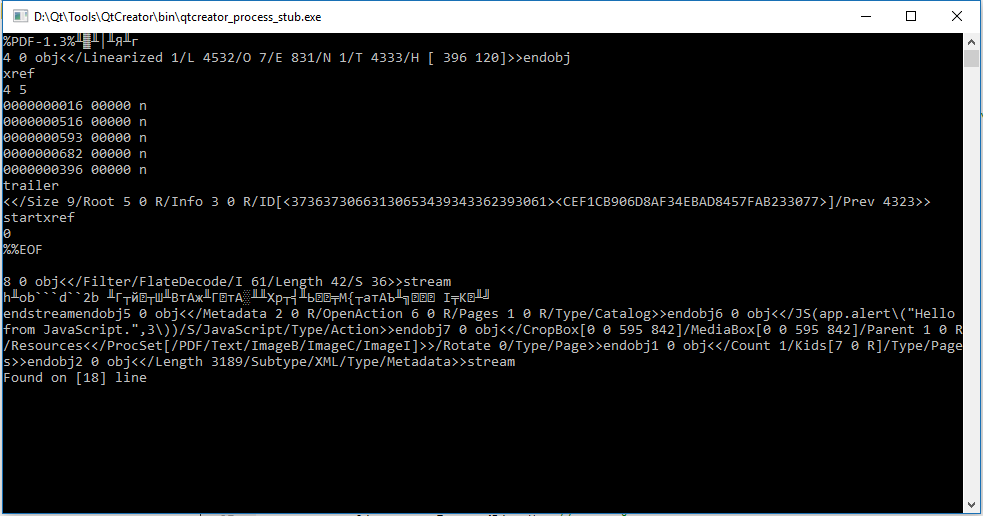 D:\Qt\Tools\QtCreator\bin\qtcreator_process_stub.exe
%PDF-1.3%╨▓╨│╨Я╨г
4 0 obj<</Linearized 1/L 4532/O 7/E 831/N 1/T 4333/H [ 396 120]>>endobj
xref
4 5
0000000016 00000 n
0000000516 00000 n
0000000593 00000 n
0000000682 00000 n
0000000396 00000 n
trailer
<</Size 9/Root 5 0 R/Info 3 0 R/ID[<37363730663130653439343362393061><CEF1CB906D8AF34EBAD8457FAB233077>]/Prev 4323>>
startxref
0
%%EOF
8 0 obj<</Filter/FlateDecode/I 61/Length 42/S 36>>stream
endstreamendobj5 0 obj<</Metadata 2 0 R/OpenAction 6 0 R/Pages 1 0 R/Type/Catalog>>endobj6 0 obj<</JS(app.alert\("Hello
from JavaScript.",3\))/S/JavaScript/Type/Action>>endobj7 0 obj<</CropBox[0 0 595 842]/MediaBox[0 0 595 842]/Parent 1 0 R
/Resources<</ProcSet[/PDF/Text/ImageB/ImageC/ImageI]>>/Rotate 0/Type/Page>>endobj1 0 obj<</Count 1/Kids[7 0 R]/Type/Page
s>>endobj2 0 obj<</Length 3189/Subtype/XML/Type/Metadata>>stream
Found on [18] line